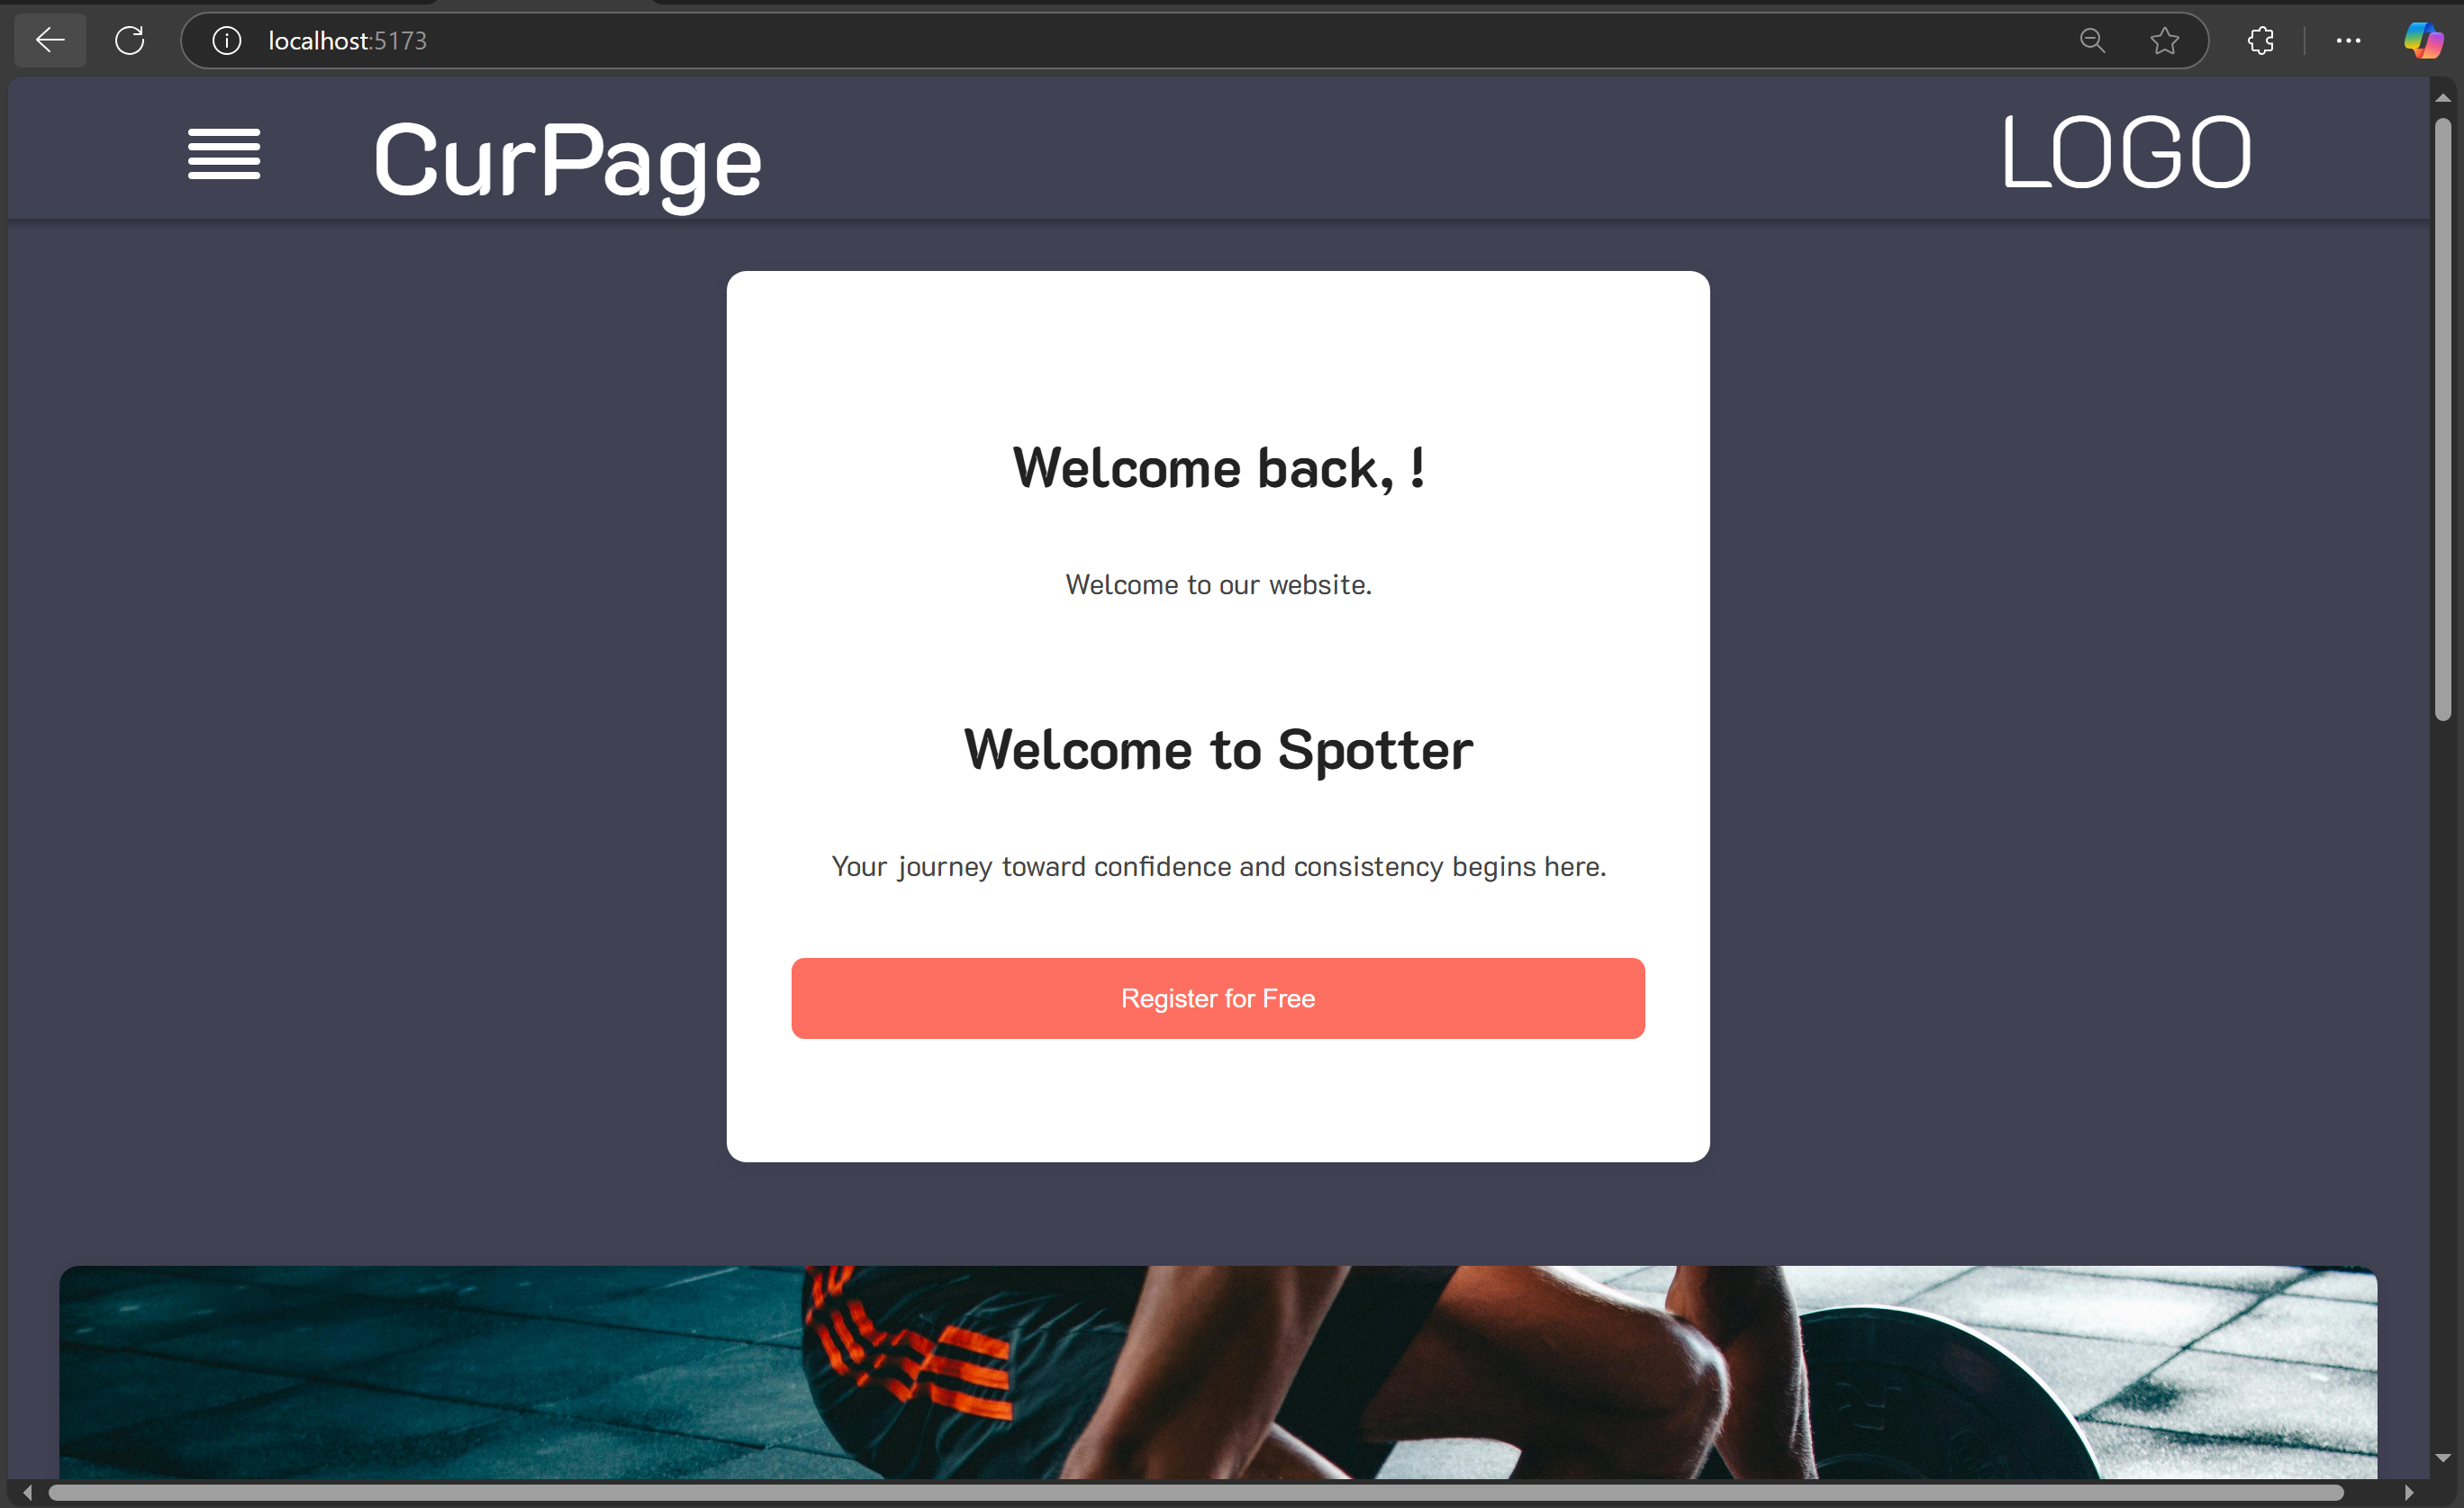 localhost:5173
CurPage
LOGO
Welcome back, !
Welcome to our website.
Welcome to Spotter
Your journey toward confidence and consistency begins here.
Register for Free